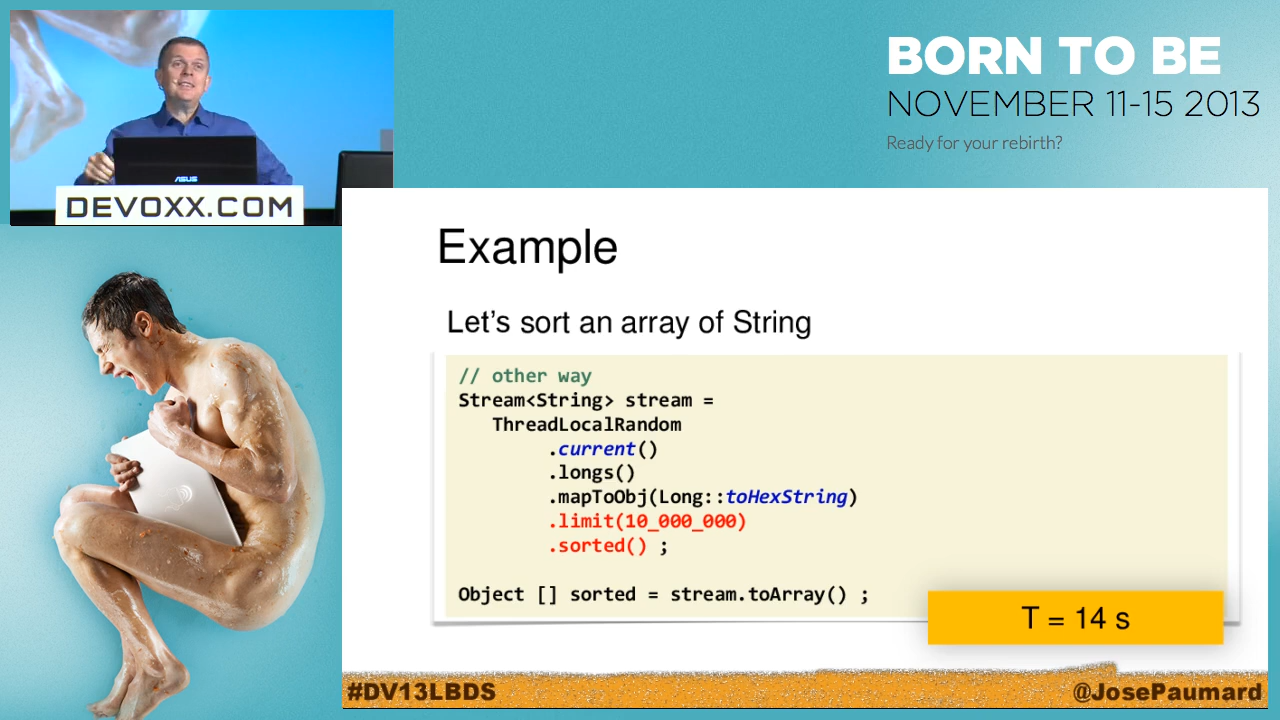 BORN TO BE
NOVEMBER 11-15 2013
Ready for your rebirth?
ASUS
DEVOXX.COM
Example
Let's sort an array of String
// other way
Stream<String> stream =
ThreadLocalRandom
.current()
.longs()
.mapToObj(Long::toHexString)
.limit(10_000_000)
.sorted() ;
Object [] sorted = stream.toArray() ;
T = 14 s
#DV13LBDS
@JosePaumard